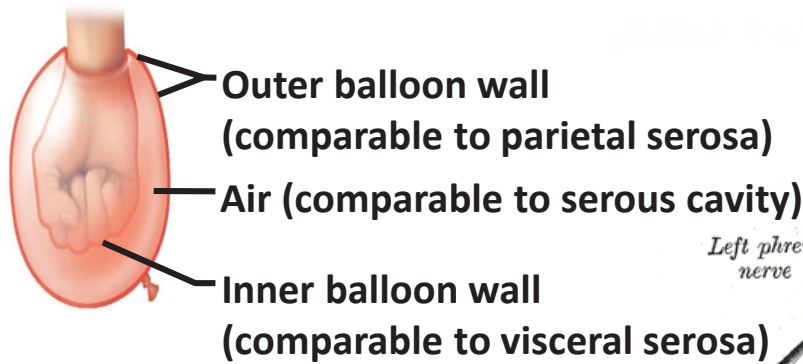 Outer balloon wall
(comparable to parietal serosa)
Air (comparable to serous cavity)
Left
nerve
Inner balloon wall
(comparable to visceral serosa)